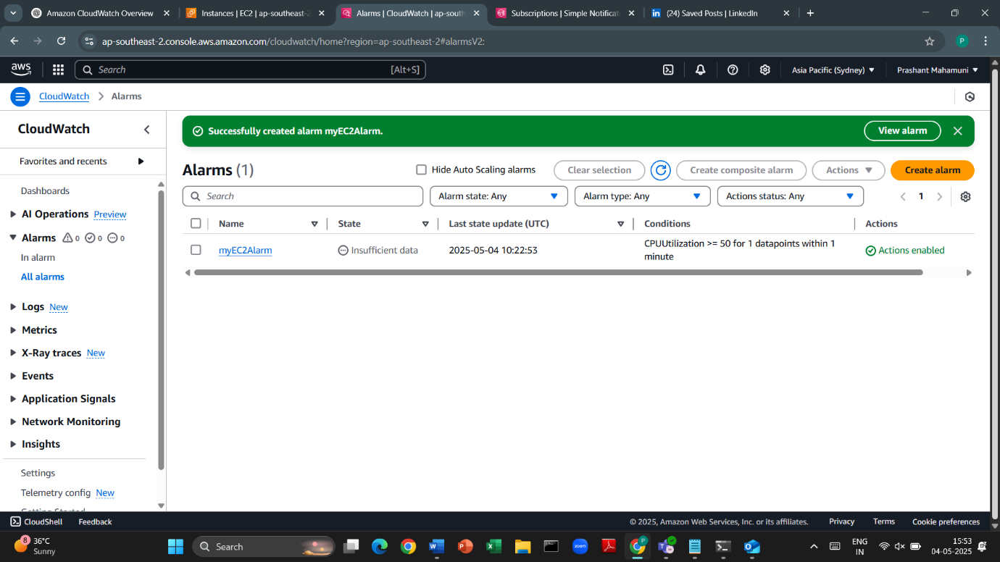 Amazon CloudWatch Overview
Instances | EC2 | ap-southeast-2
Alarms | CloudWatch | ap-south
Subscriptions | Simple Notificati
in (24) Saved Posts | LinkedIn
ap-southeast-2.console.aws.amazon.com/cloudwatch/home?region=ap-southeast-2#alarmsV2:
P
aws
Search [Alt+S]
Asia Pacific (Sydney)
Prashant Mahamuni
CloudWatch > Alarms
CloudWatch
Favorites and recents
Dashboards
AI Operations Preview
Alarms 0 0 0
In alarm
All alarms
Logs New
Metrics
X-Ray traces New
Events
Application Signals
Network Monitoring
Insights
Settings
Telemetry config New
Getting Started
Successfully created alarm myEC2Alarm.
View alarm
Alarms (1)
Hide Auto Scaling alarms
Clear selection
Create composite alarm
Actions
Create alarm
Search
Alarm state: Any
Alarm type: Any
Actions status: Any
1
Name State Last state update (UTC) Conditions Actions
myEC2Alarm Insufficient data 2025-05-04 10:22:53 CPUUtilization >= 50 for 1 datapoints within 1
minute
Actions enabled
CloudShell Feedback
© 2025, Amazon Web Services, Inc. or its affiliates. Privacy Terms Cookie preferences
8
36°C
Sunny
Search
W
P
X
zoom
P
ENG
IN
15:53
04-05-2025